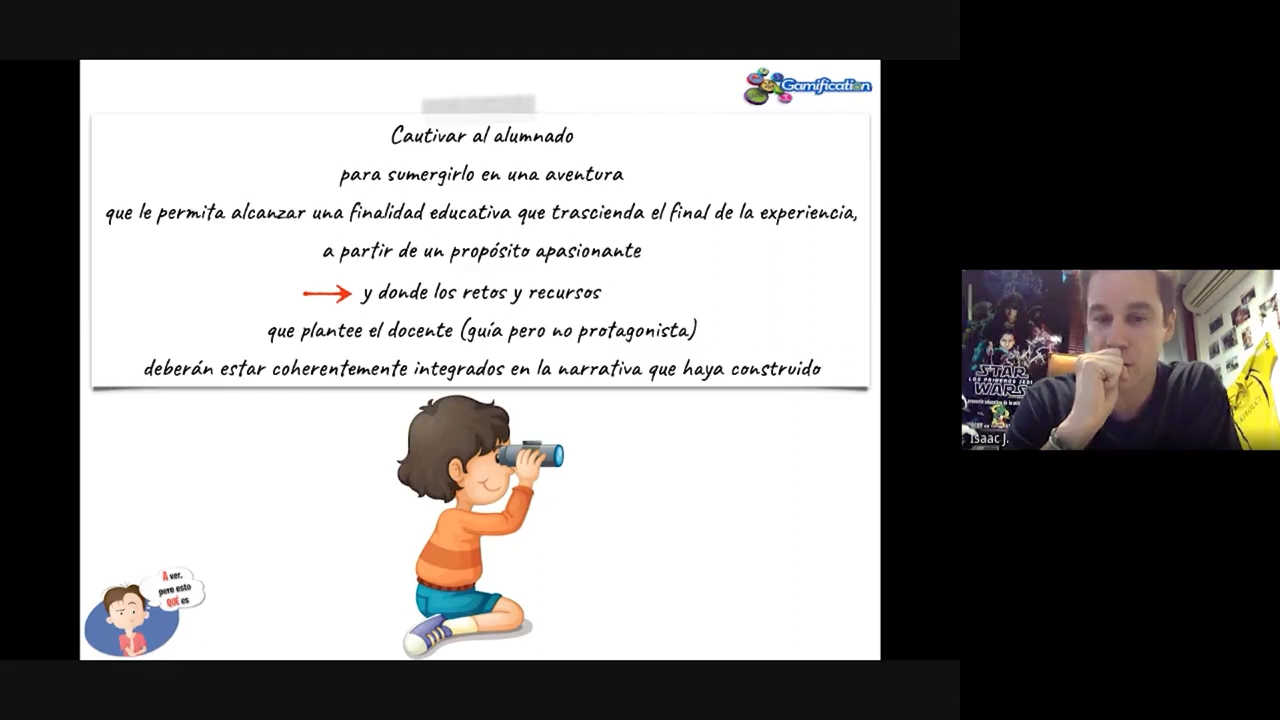 Gamification
Cautivar al alumnado
para sumergirlo en una aventura
que le permita alcanzar una finalidad educativa que trascienda el final de la experiencia,
a partir de un propósito apasionante
y donde los retos y recursos
que plantee el docente (guía pero no protagonista)
deberán estar coherentemente integrados en la narrativa que haya construido
A ver,
pero esto
QUÉ es
STAR
LOS PRIMEROS JEDI
WARS
Isaac J.